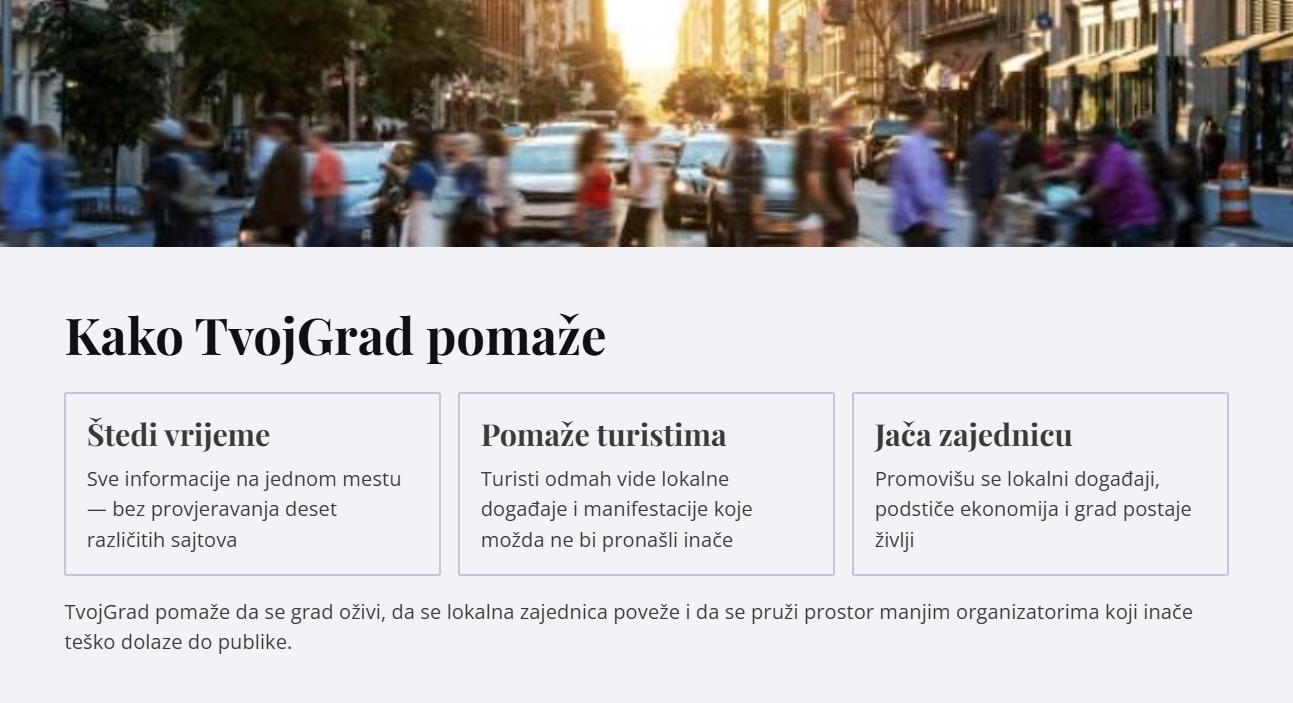 Kako TvojGrad pomaže
Štedi vrijeme
Sve informacije na jednom mestu
— bez provjeravanja deset
različitih sajtova
Pomaže turistima
Turisti odmah vide lokalne
događaje i manifestacije koje
možda ne bi pronašli inače
Jača zajednicu
Promovišu se lokalni događaji,
podstiče ekonomija i grad postaje
življi
TvojGrad pomaže da se grad oživi, da se lokalna zajednica poveže i da se pruži prostor manjim organizatorima koji inače
teško dolaze do publike.